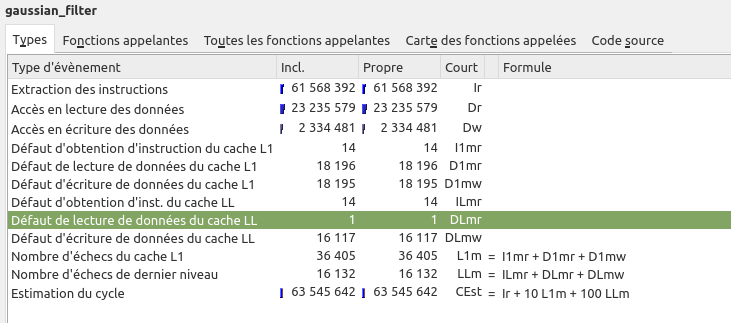 gaussian_filter
Types Fonctions appelantes Toutes les fonctions appelantes Carte des fonctions appelées Code source
Type d'évènement Incl. Propre Court Formule
Extraction des instructions 61 568 392 61 568 392 Ir
Accès en lecture des données 23 235 579 23 235 579 Dr
Accès en écriture des données 2 334 481 2 334 481 Dw
Défaut d'obtention d'instruction du cache L1 14 14 I1mr
Défaut de lecture de données du cache L1 18 196 18 196 D1mr
Défaut d'écriture de données du cache L1 18 195 18 195 D1mw
Défaut d'obtention d'inst. du cache LL 14 14 ILmr
Défaut de lecture de données du cache LL 1 1 DLmr
Défaut d'écriture de données du cache LL 16 117 16 117 DLmw
Nombre d'échecs du cache L1 36 405 36 405 L1m = I1mr + D1mr + D1mw
Nombre d'échecs de dernier niveau 16 132 16 132 LLm = ILmr + DLmr + DLmw
Estimation du cycle 63 545 642 63 545 642 CEst = Ir + 10 L1m + 100 LLm